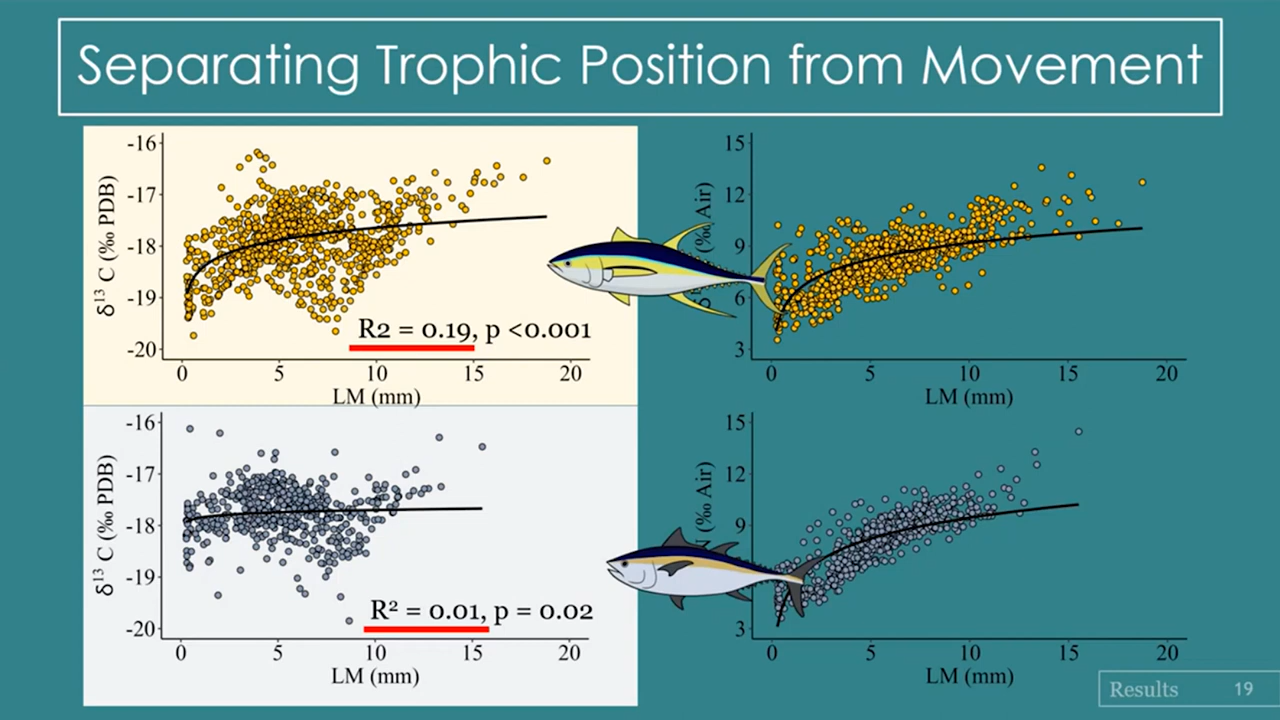 Separating Trophic Position from Movement
-16
-17
-18
-19
-20
δ¹³ C (‰ PDB)
R2 = 0.19, p <0.001
0 5 10 15 20
LM (mm)
15
12
9
6
3
(‰ Air)
0 5 10 15 20
LM (mm)
-16
-17
-18
-19
-20
δ¹³ C (‰ PDB)
R² = 0.01, p = 0.02
0 5 10 15 20
LM (mm)
15
12
9
3
N (‰ Air)
0 5 10 15 20
LM (mm)
Results 19